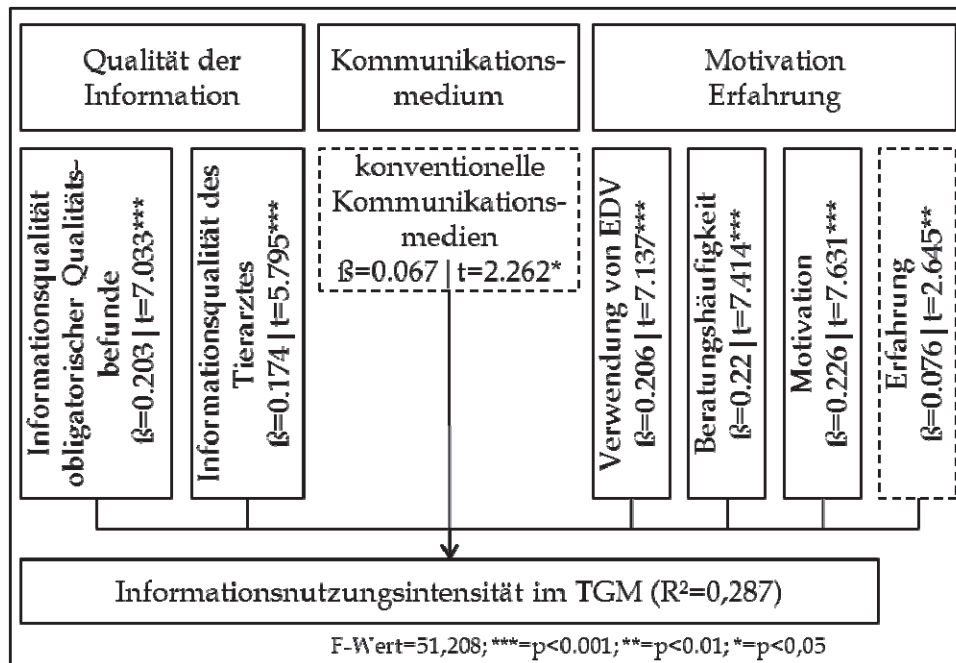 Qualität der
Information
Kommunikations-
medium
Motivation
Erfahrung
Informationsqualität
obligatorischer Qualitäts-
befunde
ß=0.203 | t=7.033***
Informationsqualität des
Tierarztes
ß=0.174 | t=5.795***
konventionelle
Kommunikations-
medien
ß=0.067 | t=2.262*
Verwendung von EDV
ß=0.206 | t=7.137***
Beratungshäufigkeit
ß=0.22 | t=7.414***
Motivation
ß=0.226 | t=7.631***
Erfahrung
ß=0.076 | t=2.645**
Informationsnutzungsintensität im TGM (R²=0,287)
F-Wert=51,208; ***=p<0.001; **=p<0.01; *=p<0,05